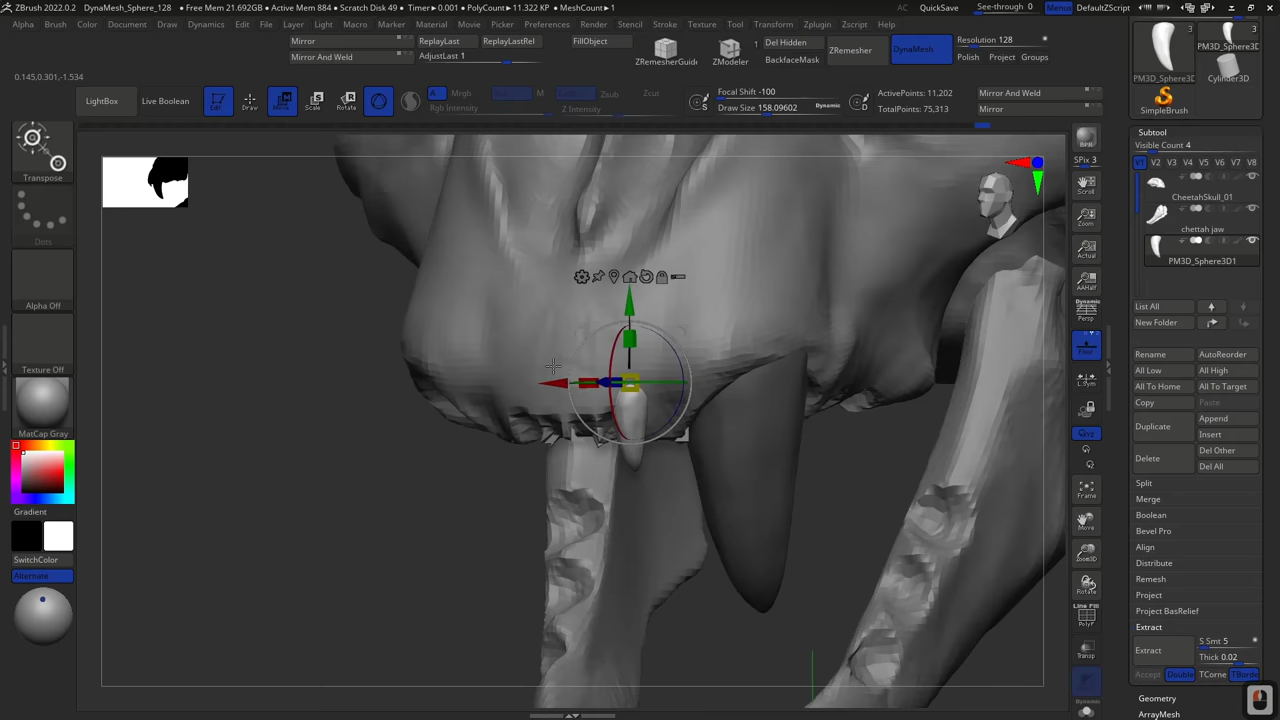 ZBrush 2022.0.2 DynaMesh_Sphere_128 • Free Mem 21.692GB • Active Mem 884 • Scratch Disk 49 • Timer▶0.001 • PolyCount▶11.322 KP • MeshCount▶1 AC QuickSave See-through 0 Menus DefaultZScript
Alpha Brush Color Document Draw Dynamics Edit File Layer Light Macro Marker Material Movie Picker Preferences Render Stencil Stroke Texture Tool Transform Zplugin Zscript Help
Mirror
ReplayLast
ReplayLastRel
FillObject
Mirror And Weld
AdjustLast 1
ZRemesherGuide
ZModeler
1
Del Hidden
BackfaceMask
ZRemesher
DynaMesh
Resolution 128
Polish Project Groups
0.145,0.301,-1.534
LightBox
Live Boolean
Edit
Draw
Move
Scale
Rotate
A Mrgb
Rgb Intensity
M
Zsub
Zcut
Z Intensity
S
Focal Shift -100
Draw Size 158.09602
Dynamic
D
ActivePoints: 11,202
TotalPoints: 75,313
Mirror And Weld
Mirror
Transpose
Dots
Alpha Off
Texture Off
MatCap Gray
Gradient
SwitchColor
Alternate
BPR
SPix 3
Scroll
Zoom
Actual
AAHalf
Dynamic
Persp
Floor
L.Sym
Frame
Move
Zoom3D
Rotate
Line Fill
PolyF
Transp
Dynamic
3
3
PM3D_Sphere3D
PM3D_Sphere3D
Cylinder3D
SimpleBrush
Subtool
Visible Count 4
V1 V2 V3 V4 V5 V6 V7 V8
CheetahSkull_01
chettah jaw
PM3D_Sphere3D1
List All
New Folder
Rename AutoReorder
All Low All High
All To Home All To Target
Copy Paste
Duplicate
Append
Insert
Delete
Del Other
Del All
Split
Merge
Boolean
Bevel Pro
Align
Distribute
Remesh
Project
Project BasRelief
Extract
Extract
S Smt 5
Thick 0.02
Accept Double TCorne TBorde
Geometry
ArrayMesh